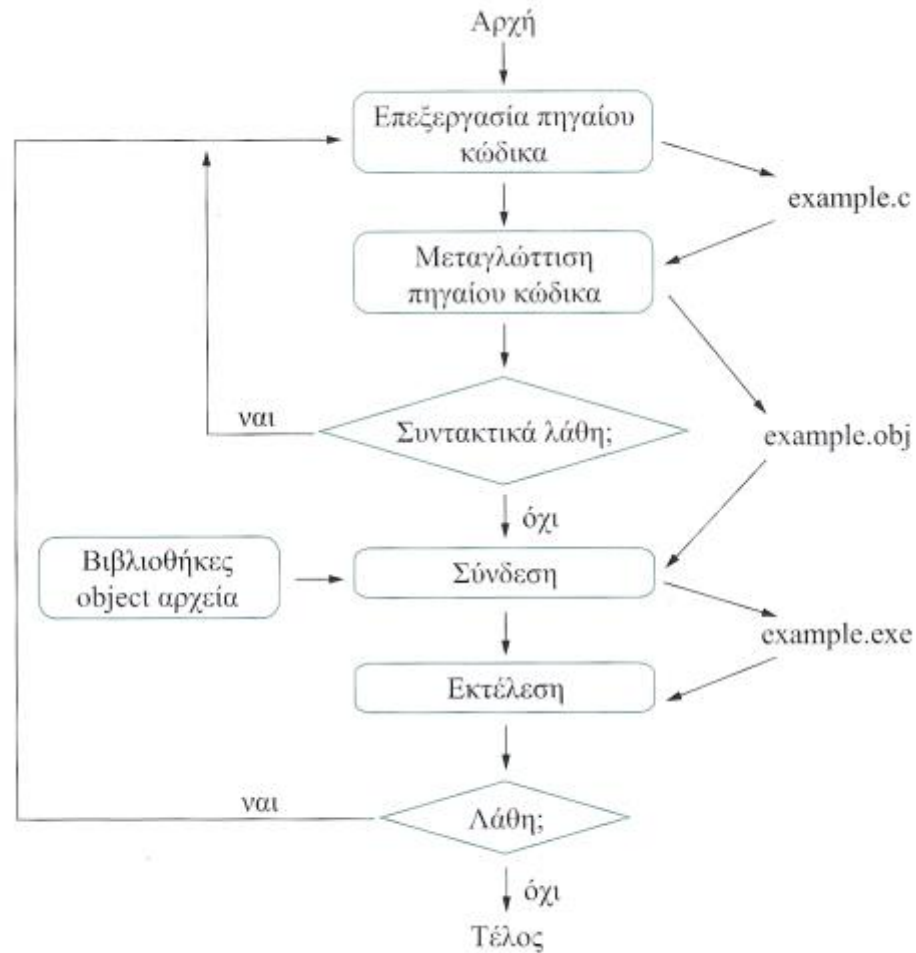 Αρχή
Επεξεργασία πηγαίου
κώδικα
example.c
Μεταγλώττιση
πηγαίου κώδικα
ναι
Συντακτικά λάθη;
example.obj
όχι
Βιβλιοθήκες
object αρχεία
Σύνδεση
example.exe
Εκτέλεση
ναι
Λάθη;
όχι
Τέλος